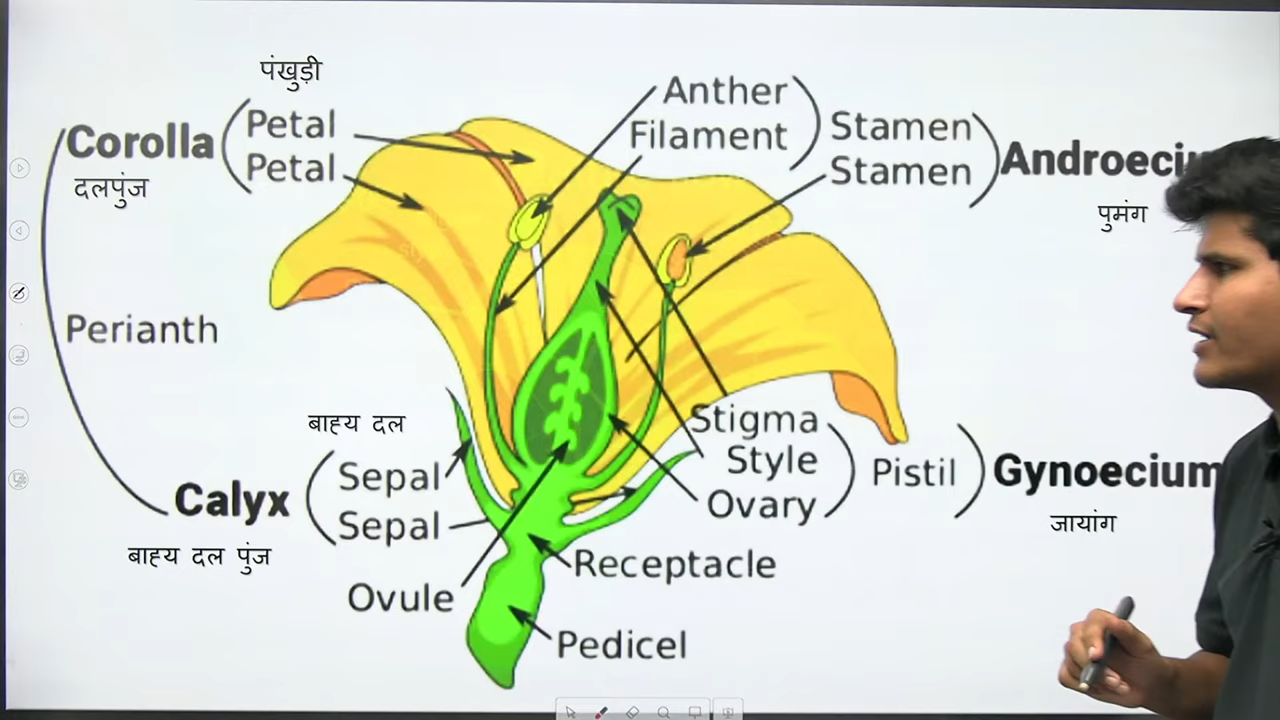 पंखुड़ी
Corolla
Petal
Petal
दलपुंज
Anther
Filament
Stamen
Stamen
पुमंग
Perianth
बाह्य दल
Calyx
Sepal
Sepal
बाह्य दल पुंज
Stigma
Style
Ovary
Pistil
Gynoecium
जायांग
Receptacle
Ovule
Pedicel